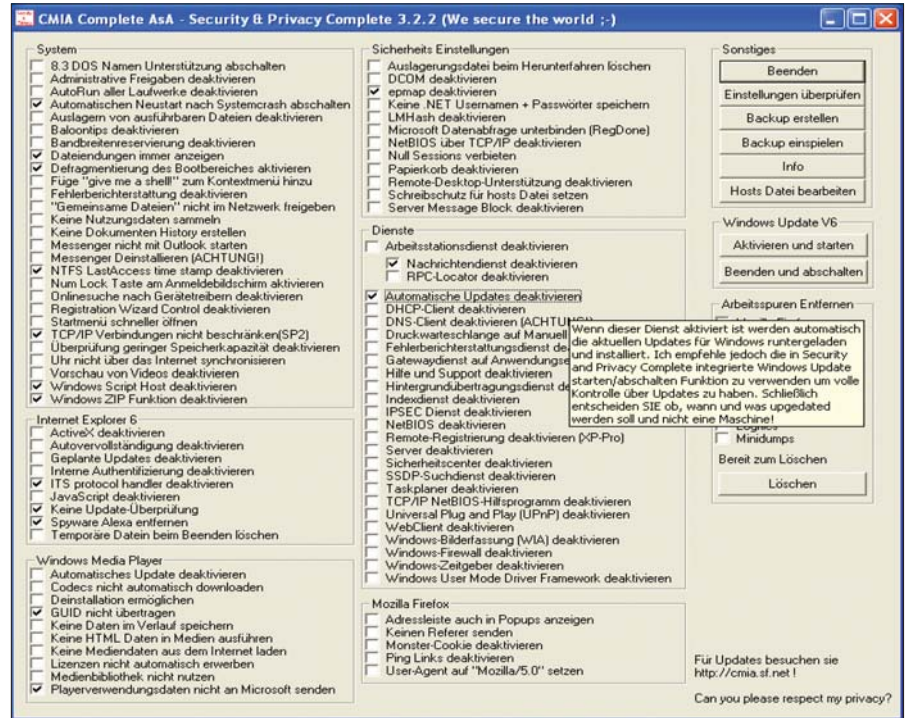 CMIA Complete AsA - Security & Privacy Complete 3.2.2 (We secure the world ;-)
System
8.3 DOS Namen Unterstützung abschalten
Administrative Freigaben deaktivieren
AutoRun aller Laufwerke deaktivieren
Automatischen Neustart nach Systemcrash abschalten
Auslagern von ausführbaren Dateien deaktivieren
Baloontips deaktivieren
Bandbreitenreservierung deaktivieren
Dateiendungen immer anzeigen
Defragmentierung des Bootbereiches aktivieren
Füge "give me a shell!" zum Kontextmenü hinzu
Fehlerberichterstattung deaktivieren
"Gemeinsame Dateien" nicht im Netzwerk freigeben
Keine Nutzungsdaten sammeln
Keine Dokumenten History erstellen
Messenger nicht mit Outlook starten
Messenger Deinstallieren (ACHTUNG!)
NTFS LastAccess time stamp deaktivieren
Num Lock Taste am Anmeldebildschirm aktivieren
Onlinesuche nach Gerätetreibern deaktivieren
Registration Wizard Control deaktivieren
Startmenü schneller öffnen
TCP/IP Verbindungen nicht beschränken(SP2)
Überprüfung geringer Speicherkapazität deaktivieren
Uhr nicht über das Internet synchronisieren
Vorschau von Videos deaktivieren
Windows Script Host deaktivieren
Windows ZIP Funktion deaktivieren
Internet Explorer 6
ActiveX deaktivieren
Autovervollständigung deaktivieren
Geplante Updates deaktivieren
Interne Authentifizierung deaktivieren
ITS protocol handler deaktivieren
JavaScript deaktivieren
Keine Update-Überprüfung
Spyware Alexa entfernen
Temporäre Datein beim Beenden löschen
Windows Media Player
Automatisches Update deaktivieren
Codecs nicht automatisch downloaden
Deinstallation ermöglichen
GUID nicht übertragen
Keine Daten im Verlauf speichern
Keine HTML Daten in Medien ausführen
Keine Mediendaten aus dem Internet laden
Lizenzen nicht automatisch erwerben
Medienbibliothek nicht nutzen
Playerverwendungsdaten nicht an Microsoft senden
Sicherheits Einstellungen
Auslagerungsdatei beim Herunterfahren löschen
DCOM deaktivieren
epmap deaktivieren
Keine .NET Usernamen + Passwörter speichern
LMHash deaktivieren
Microsoft Datenabfrage unterbinden (RegDone)
NetBIOS über TCP/IP deaktivieren
Null Sessions verbieten
Papierkorb deaktivieren
Remote-Desktop-Unterstützung deaktivieren
Schreibschutz für hosts Datei setzen
Server Message Block deaktivieren
Dienste
Arbeitsstationsdienst deaktivieren
Nachrichtendienst deaktivieren
RPC-Locator deaktivieren
Automatische Updates deaktivieren
DHCP-Client deaktivieren
DNS-Client deaktivieren (ACHTUNG!)
Druckwarteschlange auf Manuell
Fehlerberichterstattungsdienst de
Gatewaydienst auf Anwendungse
Hilfe und Support deaktivieren
Hintergrundübertragungsdienst de
Indexdienst deaktivieren
IPSEC Dienst deaktivieren
NetBIOS deaktivieren
Remote-Registrierung deaktivieren (XP-Pro)
Server deaktivieren
Sicherheitscenter deaktivieren
SSDP-Suchdienst deaktivieren
Taskplaner deaktivieren
TCP/IP NetBIOS-Hilfsprogramm deaktivieren
Universal Plug and Play (UPnP) deaktivieren
WebClient deaktivieren
Windows-Bilderfassung (WIA) deaktivieren
Windows-Firewall deaktivieren
Windows-Zeitgeber deaktivieren
Windows User Mode Driver Framework deaktivieren
Mozilla Firefox
Adressleiste auch in Popups anzeigen
Keinen Referer senden
Monster-Cookie deaktivieren
Ping Links deaktivieren
User-Agent auf "Mozilla/5.0" setzen
Sonstiges
Beenden
Einstellungen überprüfen
Backup erstellen
Backup einspielen
Info
Hosts Datei bearbeiten
Windows Update V6
Aktivieren und starten
Beenden und abschalten
Arbeitsspuren Entfernen
Wenn dieser Dienst aktiviert ist werden automatisch
die aktuellen Updates für Windows runtergeladen
und installiert. Ich empfehle jedoch die in Security
and Privacy Complete integrierte Windows Update
starten/abschalten Funktion zu verwenden um volle
Kontrolle über Updates zu haben. Schließlich
entscheiden SIE ob, wann und was upgedated
werden soll und nicht eine Maschine!
Minidumps
Bereit zum Löschen
Löschen
Für Updates besuchen sie
http://cmia.sf.net !
Can you please respect my privacy?